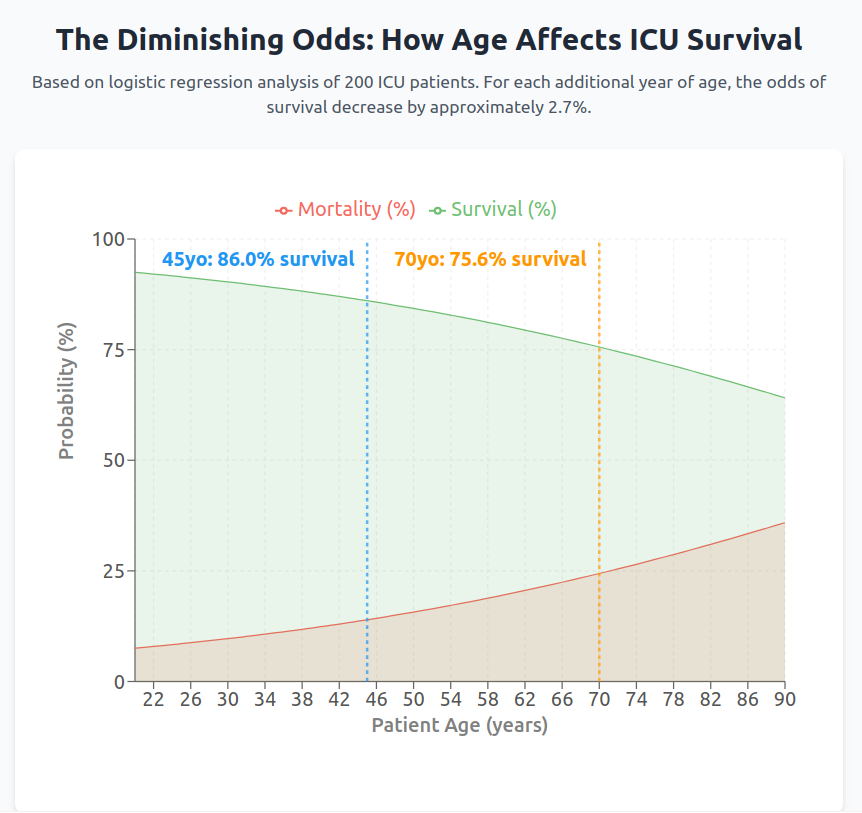 The Diminishing Odds: How Age Affects ICU Survival
Based on logistic regression analysis of 200 ICU patients. For each additional year of age, the odds of
survival decrease by approximately 2.7%.
Mortality (%) Survival (%)
100
45yo: 86.0% survival 70yo: 75.6% survival
75
Probability (%)
50
25
0
22 26 30 34 38 42 46 50 54 58 62 66 70 74 78 82 86 90
Patient Age (years)